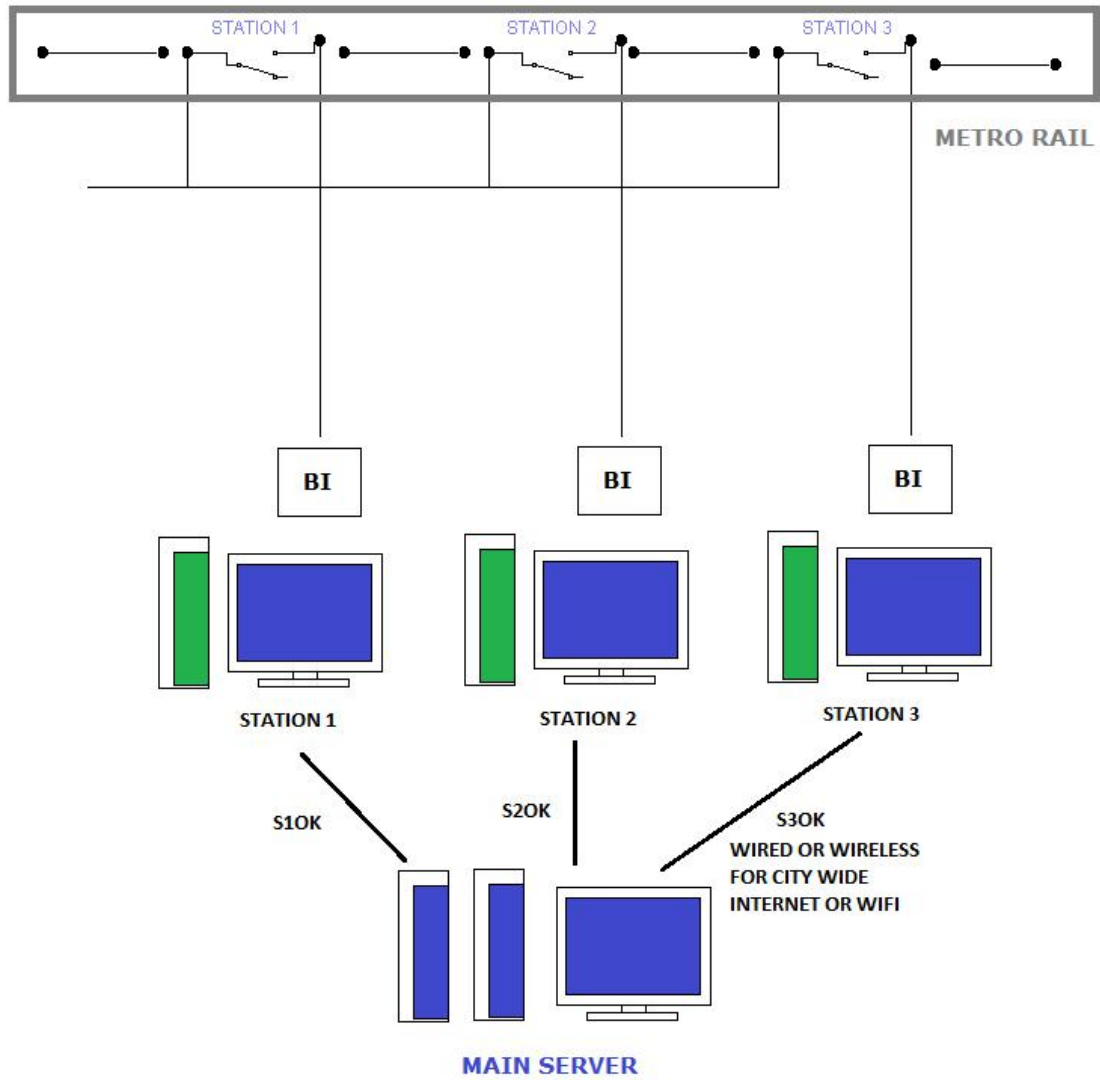 STATION 1
STATION 2
STATION 3
METRO RAIL
BI
BI
BI
STATION 1
STATION 2
STATION 3
S1OK
S2OK
S3OK
WIRED OR WIRELESS
FOR CITY WIDE
INTERNET OR WIFI
MAIN SERVER